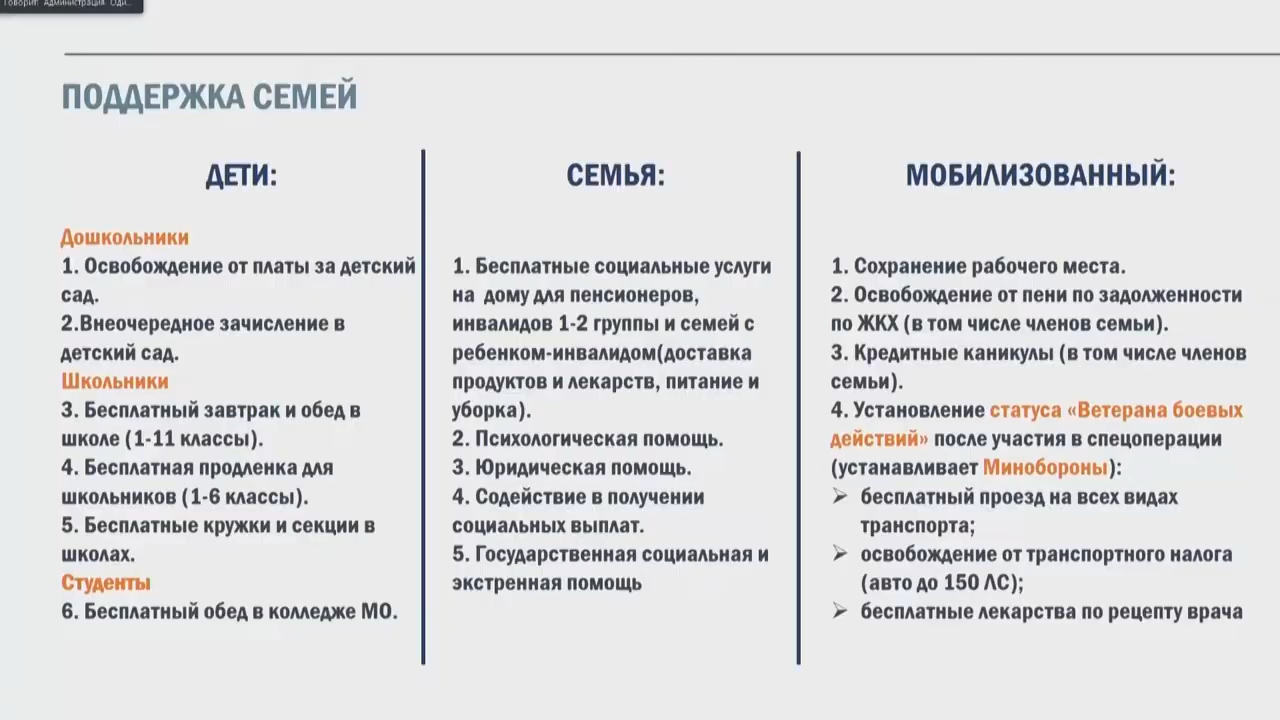 Говорит: Администрация Оди...
ПОДДЕРЖКА СЕМЕЙ
ДЕТИ:
Дошкольники
1. Освобождение от платы за детский
сад.
2.Внеочередное зачисление в
детский сад.
Школьники
3. Бесплатный завтрак и обед в
школе (1-11 классы).
4. Бесплатная продленка для
школьников (1-6 классы).
5. Бесплатные кружки и секции в
школах.
Студенты
6. Бесплатный обед в колледже МО.
СЕМЬЯ:
1. Бесплатные социальные услуги
на дому для пенсионеров,
инвалидов 1-2 группы и семей с
ребенком-инвалидом(доставка
продуктов и лекарств, питание и
уборка).
2. Психологическая помощь.
3. Юридическая помощь.
4. Содействие в получении
социальных выплат.
5. Государственная социальная и
экстренная помощь
МОБИЛИЗОВАННЫЙ:
1. Сохранение рабочего места.
2. Освобождение от пени по задолженности
по ЖКХ (в том числе членов семьи).
3. Кредитные каникулы (в том числе членов
семьи).
4. Установление статуса «Ветерана боевых
действий» после участия в спецоперации
(устанавливает Минобороны):
➢ бесплатный проезд на всех видах
транспорта;
➢ освобождение от транспортного налога
(авто до 150 ЛС);
➢ бесплатные лекарства по рецепту врача